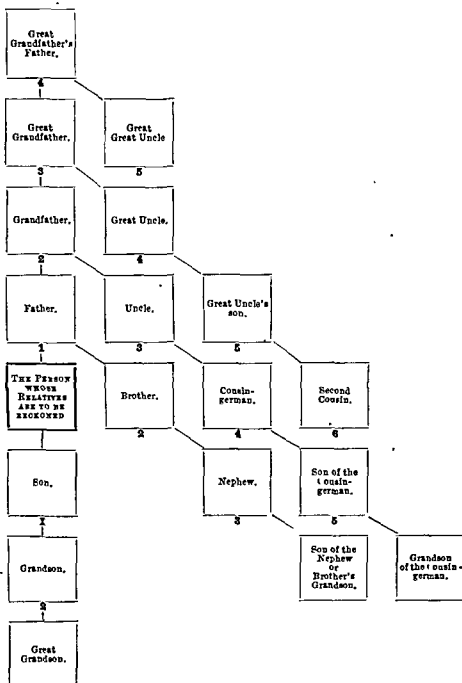 Great
Grandfather's
Father.
4
Great
Grandfather.
Great
Great Uncle
3
5
Grandfather.
Great Uncle.
2
4
Father.
Uncle.
Great Uncle's
son.
1
3
5
THE PERSON
WHOSE
RELATIVES
ARE TO BE
RECKONED
Brother.
Cousin-
german.
Second
Cousin.
2
4
6
Son.
Nephew.
Son of the
Cousin-
german.
1
3
5
Grandson.
Son of the
Nephew
or
Brother's
Grandson.
Grandson
of the Cousin-
german.
2
Great
Grandson.